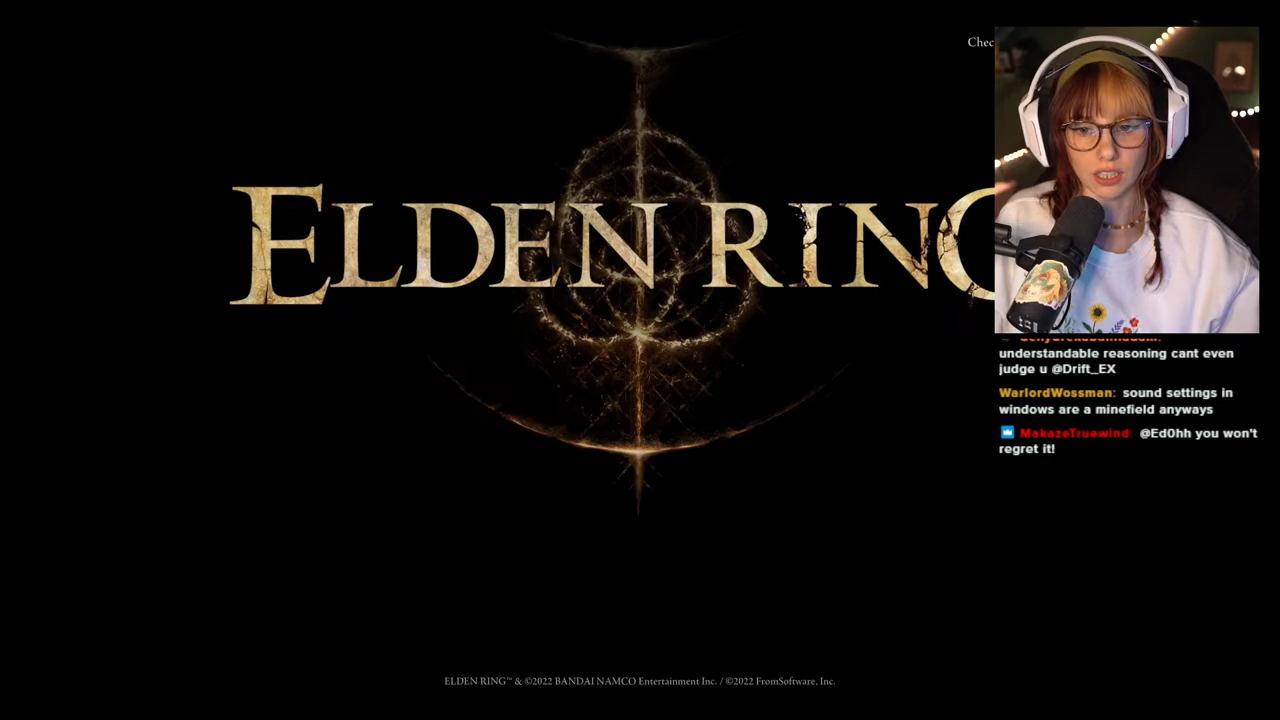 Chec
ELDEN RING
understandable reasoning cant even
judge u @Drift_EX
WarlordWossman: sound settings in
windows are a minefield anyways
MakazeTruewind: @Ed0hh you won't
regret it!
ELDEN RING™ & ©2022 BANDAI NAMCO Entertainment Inc. / ©2022 FromSoftware, Inc.